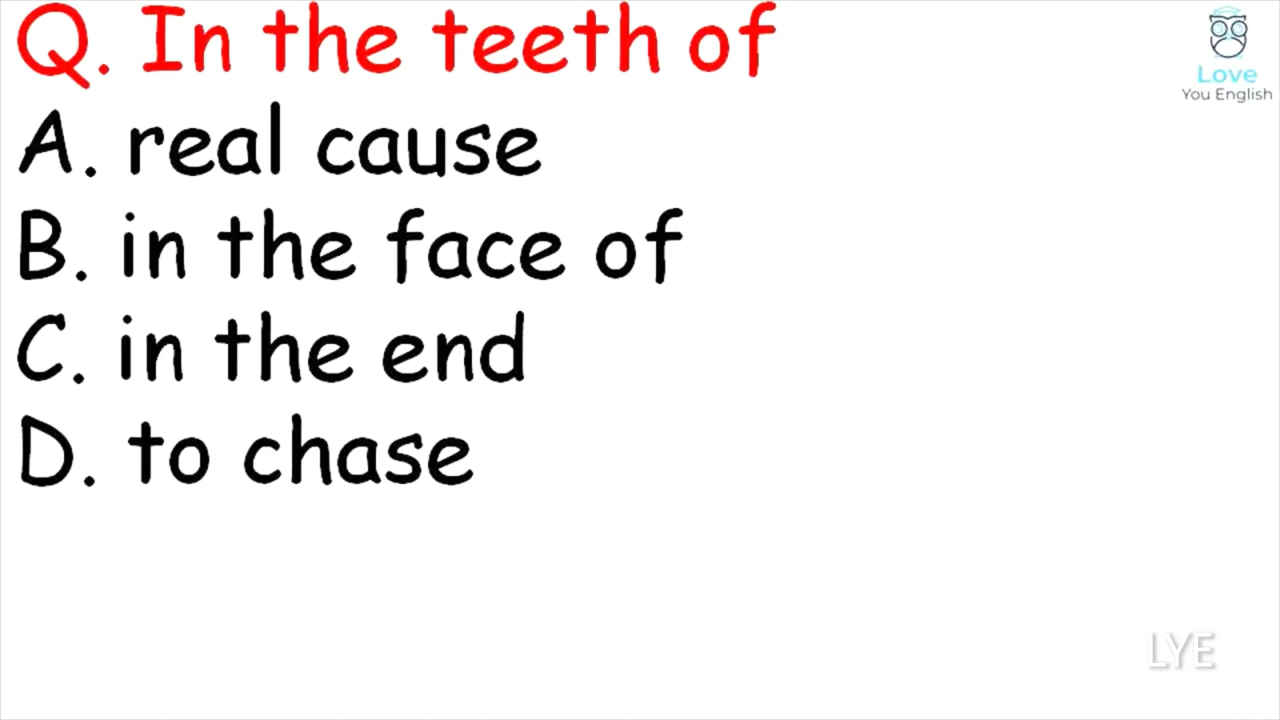 Q. In the teeth of
A. real cause
B. in the face of
C. in the end
D. to chase
Love
You English
LYE